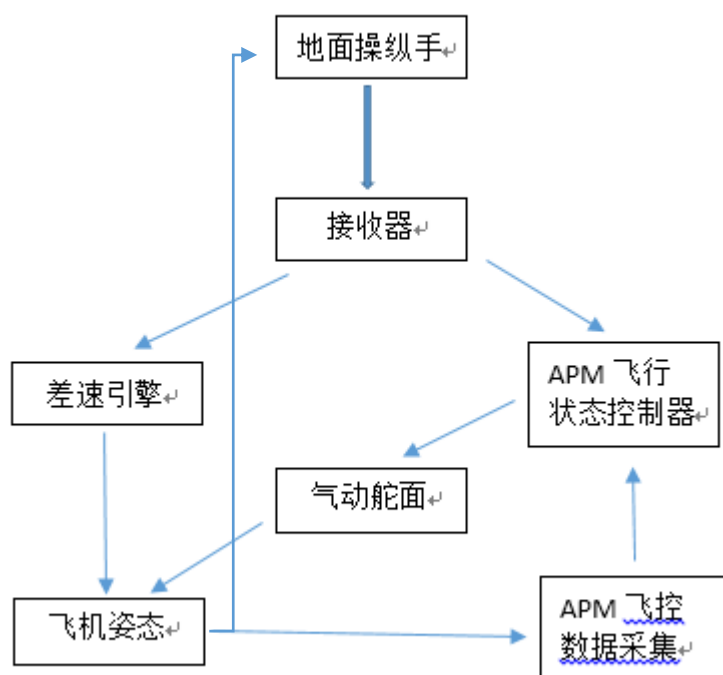 地面操纵手
接收器
差速引擎
APM 飞行
状态控制器
气动舵面
飞机姿态
APM 飞控
数据采集